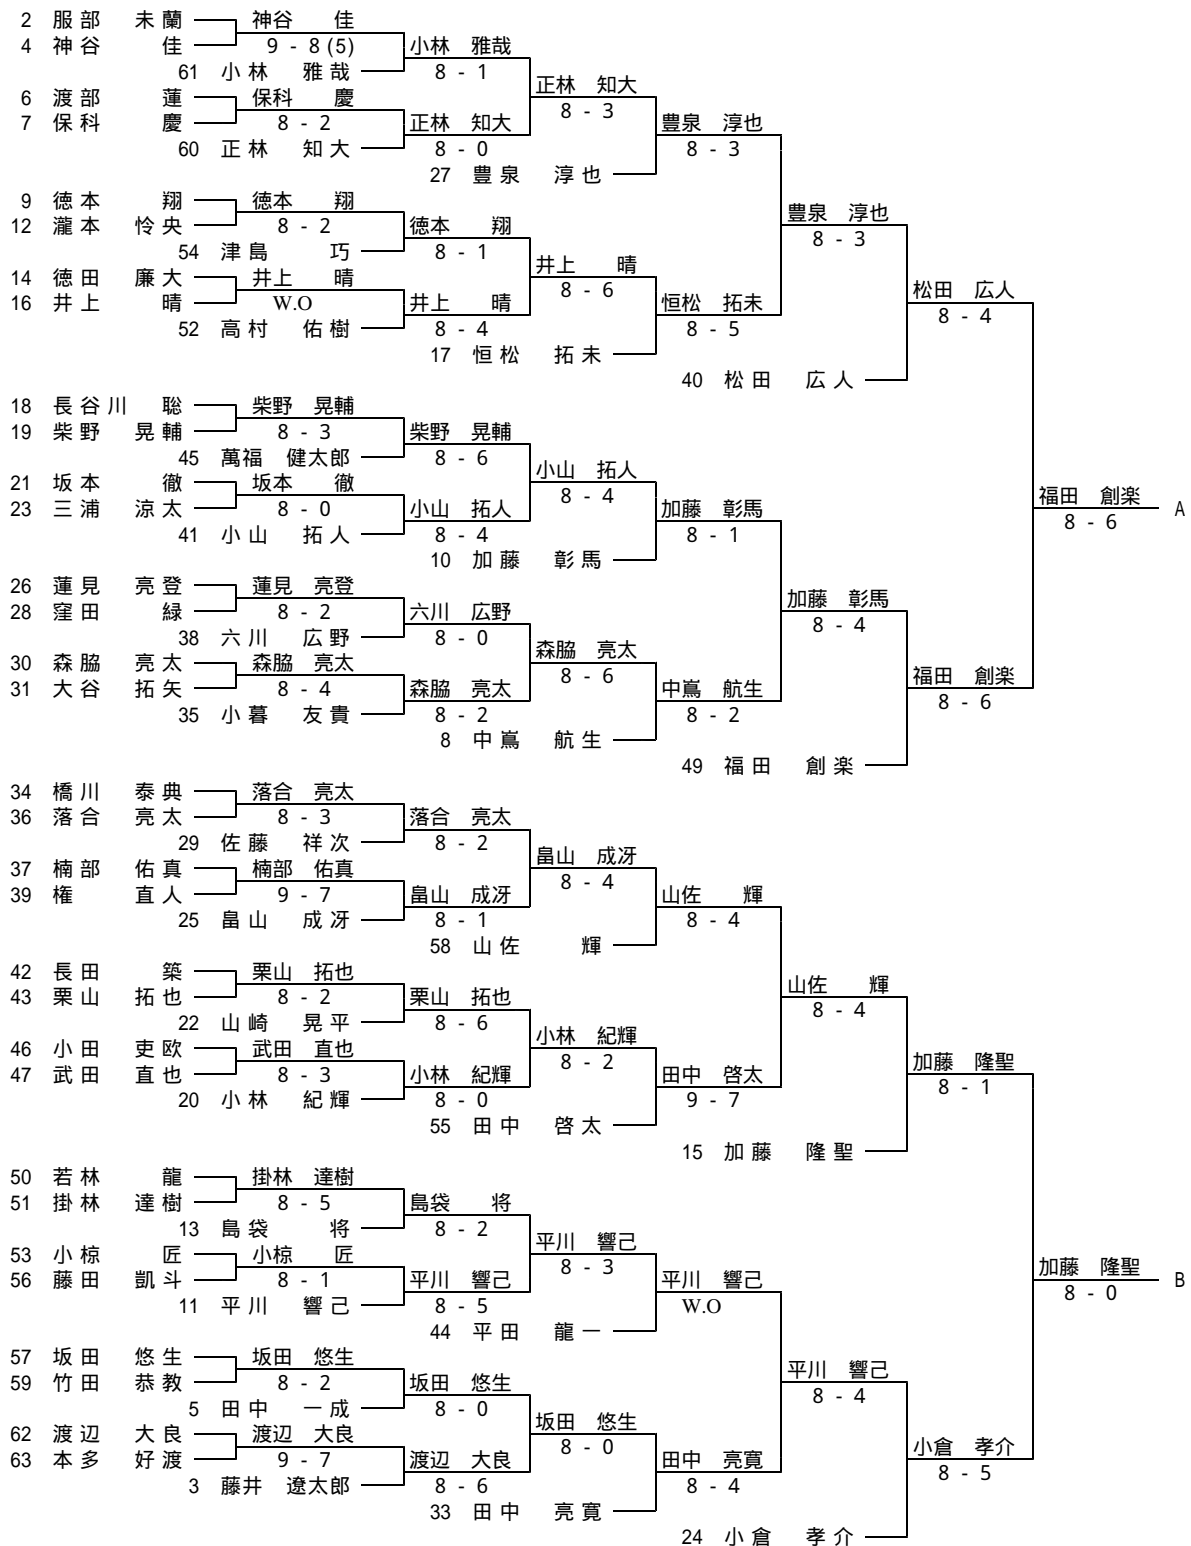 2 服部 未蘭 神谷 佳
4 神谷 佳 9 - 8 (5) 小林 雅哉
61 小林 雅哉 8 - 1
正林 知大
6 渡部 蓮 保科 慶 8 - 3
7 保科 慶 8 - 2 正林 知大 豊泉 淳也
60 正林 知大 8 - 0 8 - 3
27 豊泉 淳也
9 徳本 翔 徳本 翔 豊泉 淳也
12 瀧本 怜央 8 - 2 徳本 翔 8 - 3
54 津島 巧 8 - 1
井上 晴
14 徳田 廉大 井上 晴 8 - 6 松田 広人
16 井上 晴 W.O 井上 晴 恒松 拓未 8 - 4
52 高村 佑樹 8 - 4 8 - 5
17 恒松 拓未
40 松田 広人
18 長谷川 聡 柴野 晃輔
19 柴野 晃輔 8 - 3 柴野 晃輔
45 萬福 健太郎 8 - 6
小山 拓人
21 坂本 徹 坂本 徹 8 - 4 福田 創楽
23 三浦 涼太 8 - 0 小山 拓人 加藤 彰馬 8 - 6 A
41 小山 拓人 8 - 4 8 - 1
10 加藤 彰馬
26 蓮見 亮登 蓮見 亮登 加藤 彰馬
28 窪田 緑 8 - 2 六川 広野 8 - 4
38 六川 広野 8 - 0
森脇 亮太
30 森脇 亮太 森脇 亮太 8 - 6 福田 創楽
31 大谷 拓矢 8 - 4 森脇 亮太 中嶌 航生 8 - 6
35 小暮 友貴 8 - 2 8 - 2
8 中嶌 航生
49 福田 創楽
34 橋川 泰典 落合 亮太
36 落合 亮太 8 - 3 落合 亮太
29 佐藤 祥次 8 - 2
畠山 成冴
37 楠部 佑真 楠部 佑真 8 - 4
39 権 直人 9 - 7 畠山 成冴 山佐 輝
25 畠山 成冴 8 - 1 8 - 4
58 山佐 輝
42 長田 築 栗山 拓也 山佐 輝
43 栗山 拓也 8 - 2 栗山 拓也 8 - 4
22 山崎 晃平 8 - 6
小林 紀輝
46 小田 吏欧 武田 直也 8 - 2 加藤 隆聖
47 武田 直也 8 - 3 小林 紀輝 田中 啓太 8 - 1
20 小林 紀輝 8 - 0 9 - 7
55 田中 啓太
15 加藤 隆聖
50 若林 龍 掛林 達樹
51 掛林 達樹 8 - 5 島袋 将
13 島袋 将 8 - 2
平川 響己
53 小椋 匠 小椋 匠 8 - 3 加藤 隆聖
56 藤田 凱斗 8 - 1 平川 響己 平川 響己 8 - 0 B
11 平川 響己 8 - 5 W.O
44 平田 龍一
57 坂田 悠生 坂田 悠生 平川 響己
59 竹田 恭教 8 - 2 坂田 悠生 8 - 4
5 田中 一成 8 - 0
坂田 悠生
62 渡辺 大良 渡辺 大良 8 - 0 小倉 孝介
63 本多 好渡 9 - 7 渡辺 大良 田中 亮寛 8 - 5
3 藤井 遼太郎 8 - 6 8 - 4
33 田中 亮寛
24 小倉 孝介